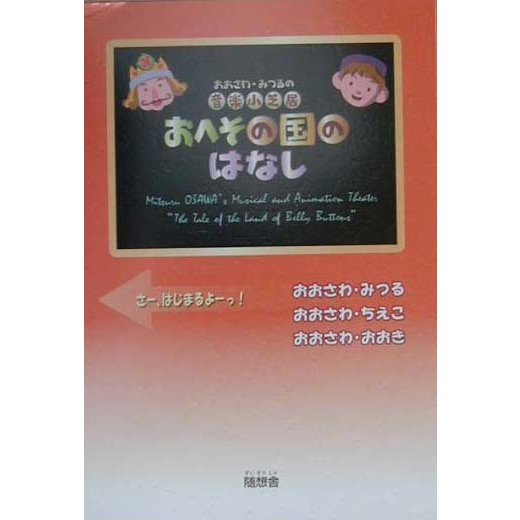 おおさわ・みつるの
音楽小芝居
おへその国の
はなし
Mitsuru OSAWA's Musical and Animation Theater
"The Tale of the Land of Belly Buttons"
さー、はじまるよーっ!
おおさわ・みつる
おおさわ・ちえこ
おおさわ・おおき
ずいそうしゃ
随想舎